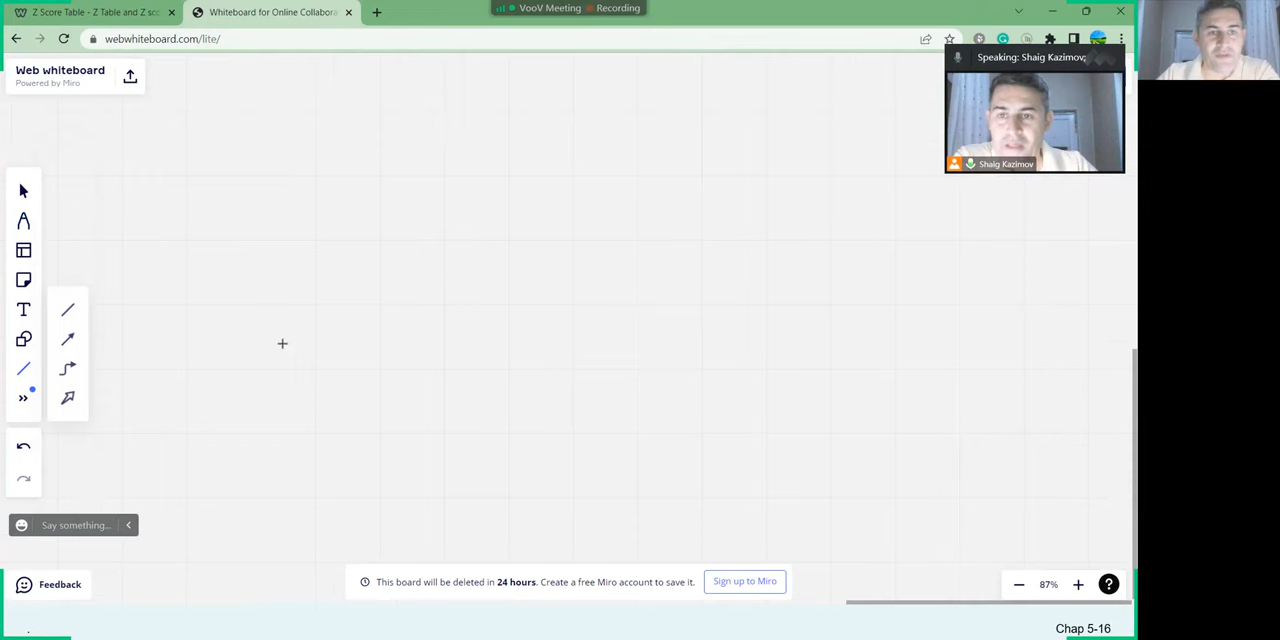 Z Score Table - Z Table and Z sco
Whiteboard for Online Collabora
VooV Meeting Recording
webwhiteboard.com/lite/
Web whiteboard
Powered by Miro
Speaking: Shaig Kazimov;
Shaig Kazimov
T
Say something...
Feedback
This board will be deleted in 24 hours. Create a free Miro account to save it.
Sign up to Miro
87%
?
Chap 5-16